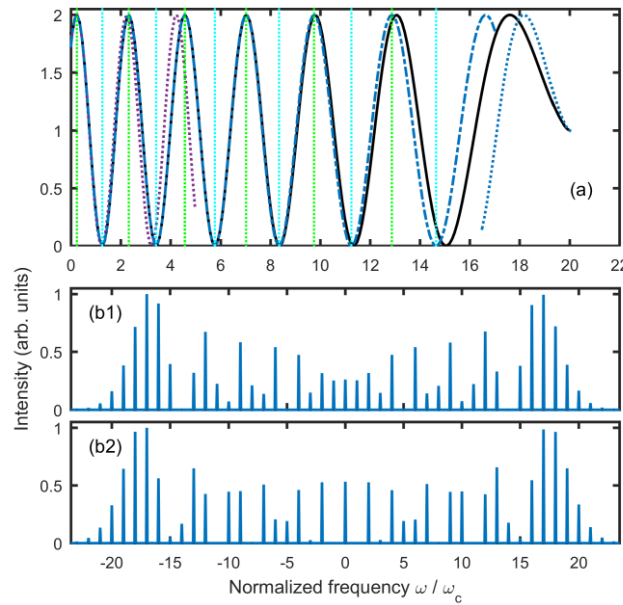 2
1.5
1
0.5
0
(a)
0 2 4 6 8 10 12 14 16 18 20 22
Intensity (arb. units)
1
0.5
0
(b1)
1
0.5
0
(b2)
-20 -15 -10 -5 0 5 10 15 20
Normalized frequency ω / ω_c